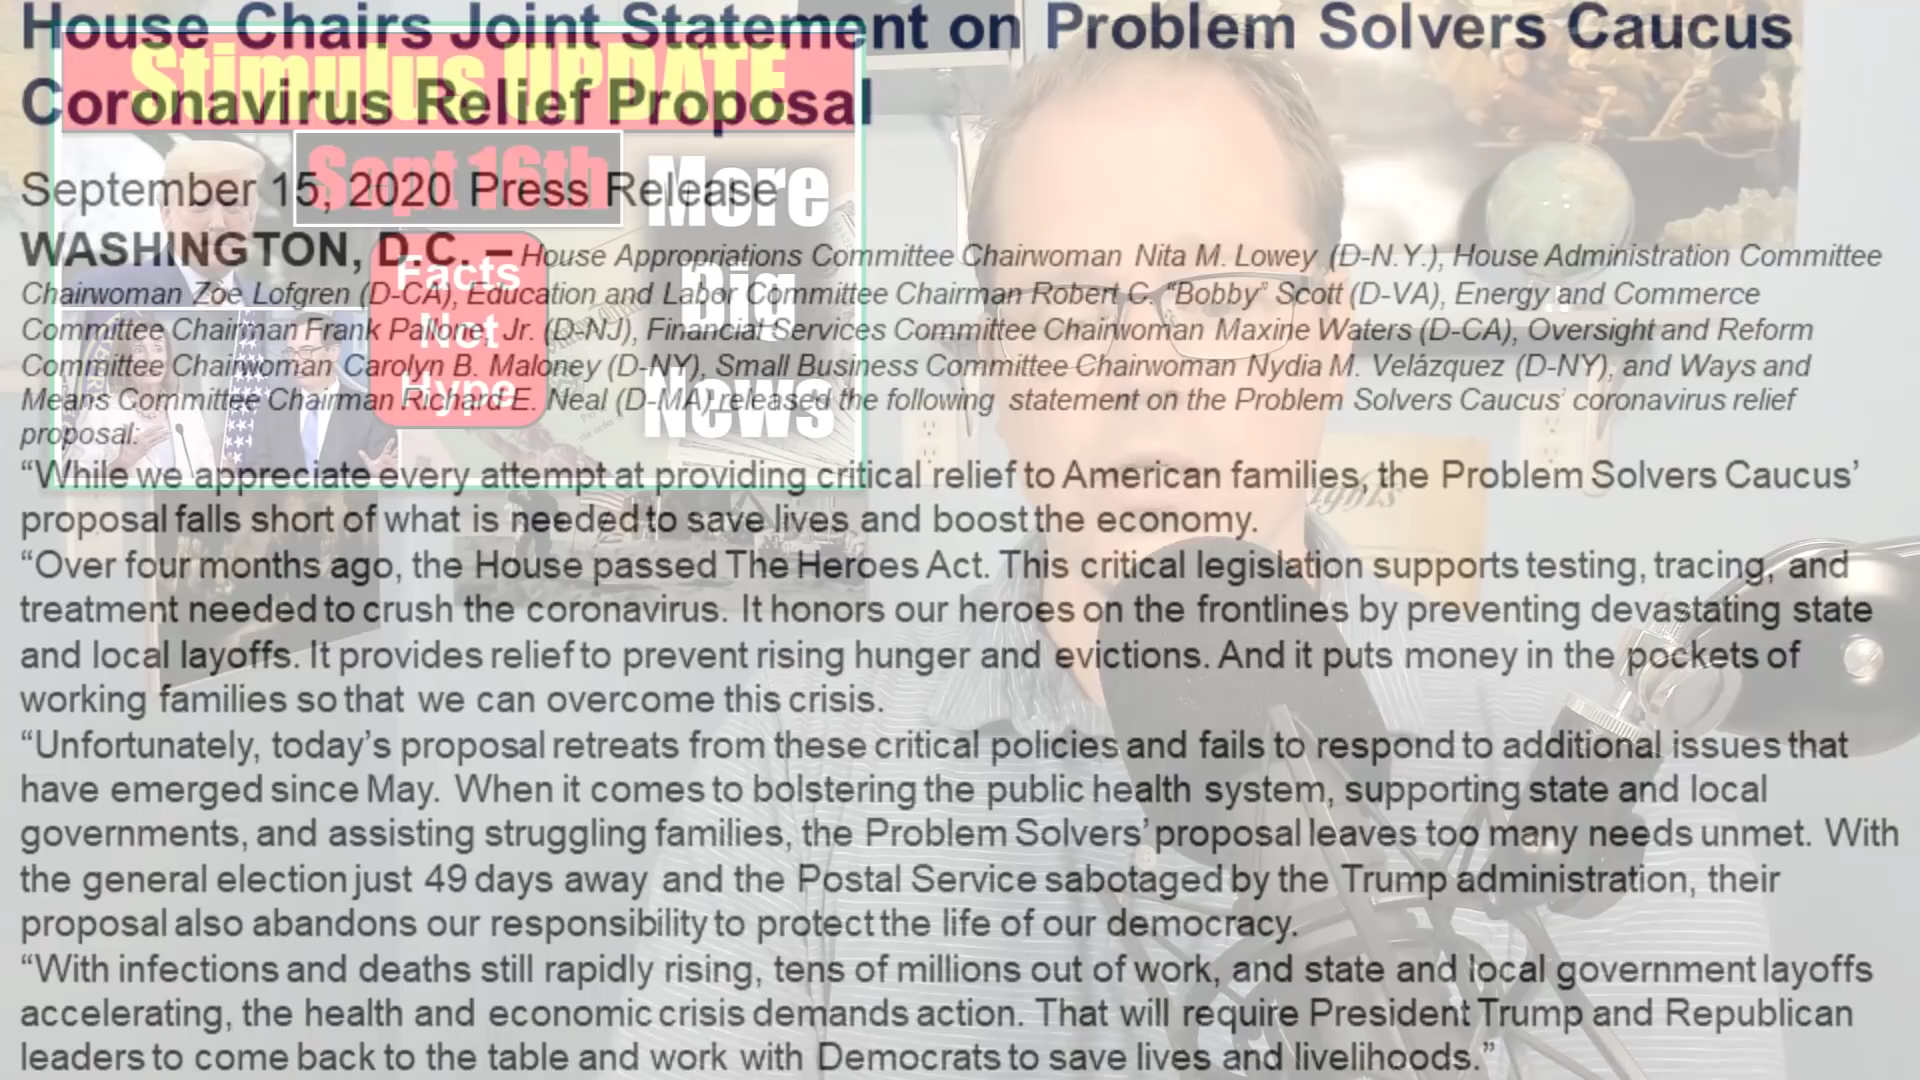 House Chairs Joint Statement on Problem Solvers Caucus
Coronavirus Relief Proposal
September 15, 2020 Press Release
WASHINGTON, D.C. – House Appropriations Committee Chairwoman Nita M. Lowey (D-N.Y.), House Administration Committee
Chairwoman Zoe Lofgren (D-CA), Education and Labor Committee Chairman Robert C. “Bobby” Scott (D-VA), Energy and Commerce
Committee Chairman Frank Pallone, Jr. (D-NJ), Financial Services Committee Chairwoman Maxine Waters (D-CA), Oversight and Reform
Committee Chairwoman Carolyn B. Maloney (D-NY), Small Business Committee Chairwoman Nydia M. Velázquez (D-NY), and Ways and
Means Committee Chairman Richard E. Neal (D-MA) released the following statement on the Problem Solvers Caucus’ coronavirus relief
proposal:
“While we appreciate every attempt at providing critical relief to American families, the Problem Solvers Caucus’
proposal falls short of what is needed to save lives and boost the economy.
“Over four months ago, the House passed The Heroes Act. This critical legislation supports testing, tracing, and
treatment needed to crush the coronavirus. It honors our heroes on the frontlines by preventing devastating state
and local layoffs. It provides relief to prevent rising hunger and evictions. And it puts money in the pockets of
working families so that we can overcome this crisis.
“Unfortunately, today’s proposal retreats from these critical policies and fails to respond to additional issues that
have emerged since May. When it comes to bolstering the public health system, supporting state and local
governments, and assisting struggling families, the Problem Solvers’ proposal leaves too many needs unmet. With
the general election just 49 days away and the Postal Service sabotaged by the Trump administration, their
proposal also abandons our responsibility to protect the life of our democracy.
“With infections and deaths still rapidly rising, tens of millions out of work, and state and local government layoffs
accelerating, the health and economic crisis demands action. That will require President Trump and Republican
leaders to come back to the table and work with Democrats to save lives and livelihoods.”
Stimulus UPDATE
Sept 16th
Facts
Not
Hype
More
Big
News